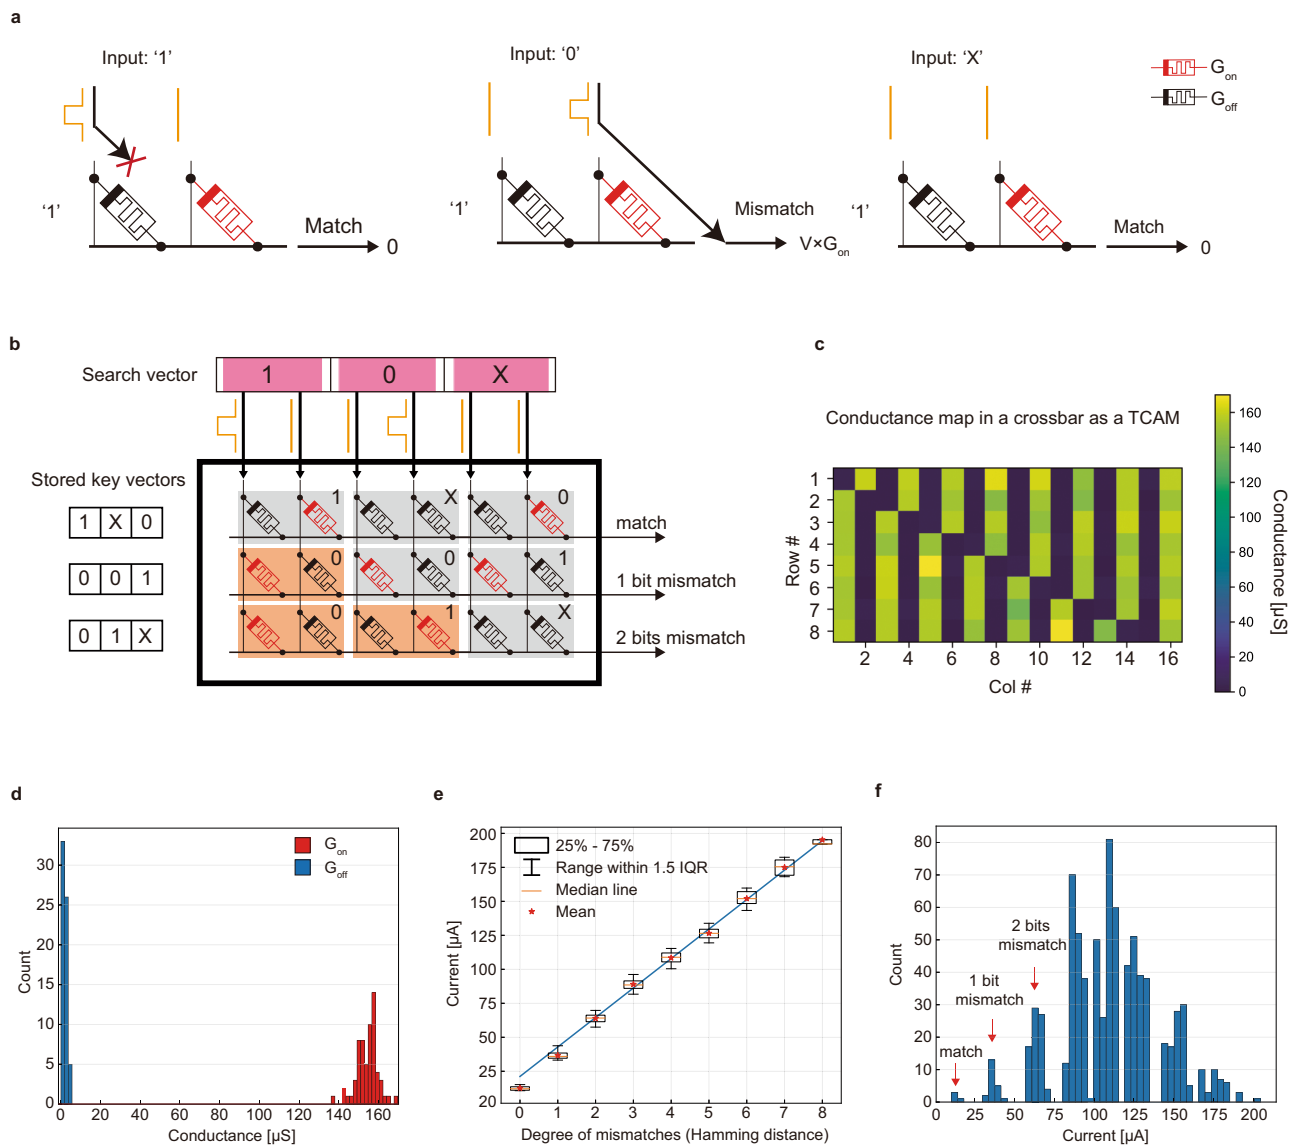 a
Input: ‘1’
Input: ‘0’
Input: ‘X’
G_on
G_off
‘1’
Match
0
‘1’
Mismatch
V×G_on
‘1’
Match
0
b
Search vector
1 0 X
Stored key vectors
1 X 0
0 0 1
0 1 X
1 X 0
match
0 0 1
1 bit mismatch
0 1 X
2 bits mismatch
c
Conductance map in a crossbar as a TCAM
Row #
1
2
3
4
5
6
7
8
2 4 6 8 10 12 14 16
Col #
160
140
120
100
80
60
40
20
0
Conductance [µS]
d
G_on
G_off
Count
30
25
20
15
10
5
0
0 20 40 60 80 100 120 140 160
Conductance [µS]
e
25% - 75%
Range within 1.5 IQR
Median line
Mean
Current [µA]
200
175
150
125
100
75
50
25
20
0 1 2 3 4 5 6 7 8
Degree of mismatches (Hamming distance)
f
2 bits
mismatch
1 bit
mismatch
match
Count
80
70
60
50
40
30
20
10
0
0 25 50 75 100 125 150 175 200
Current [µA]